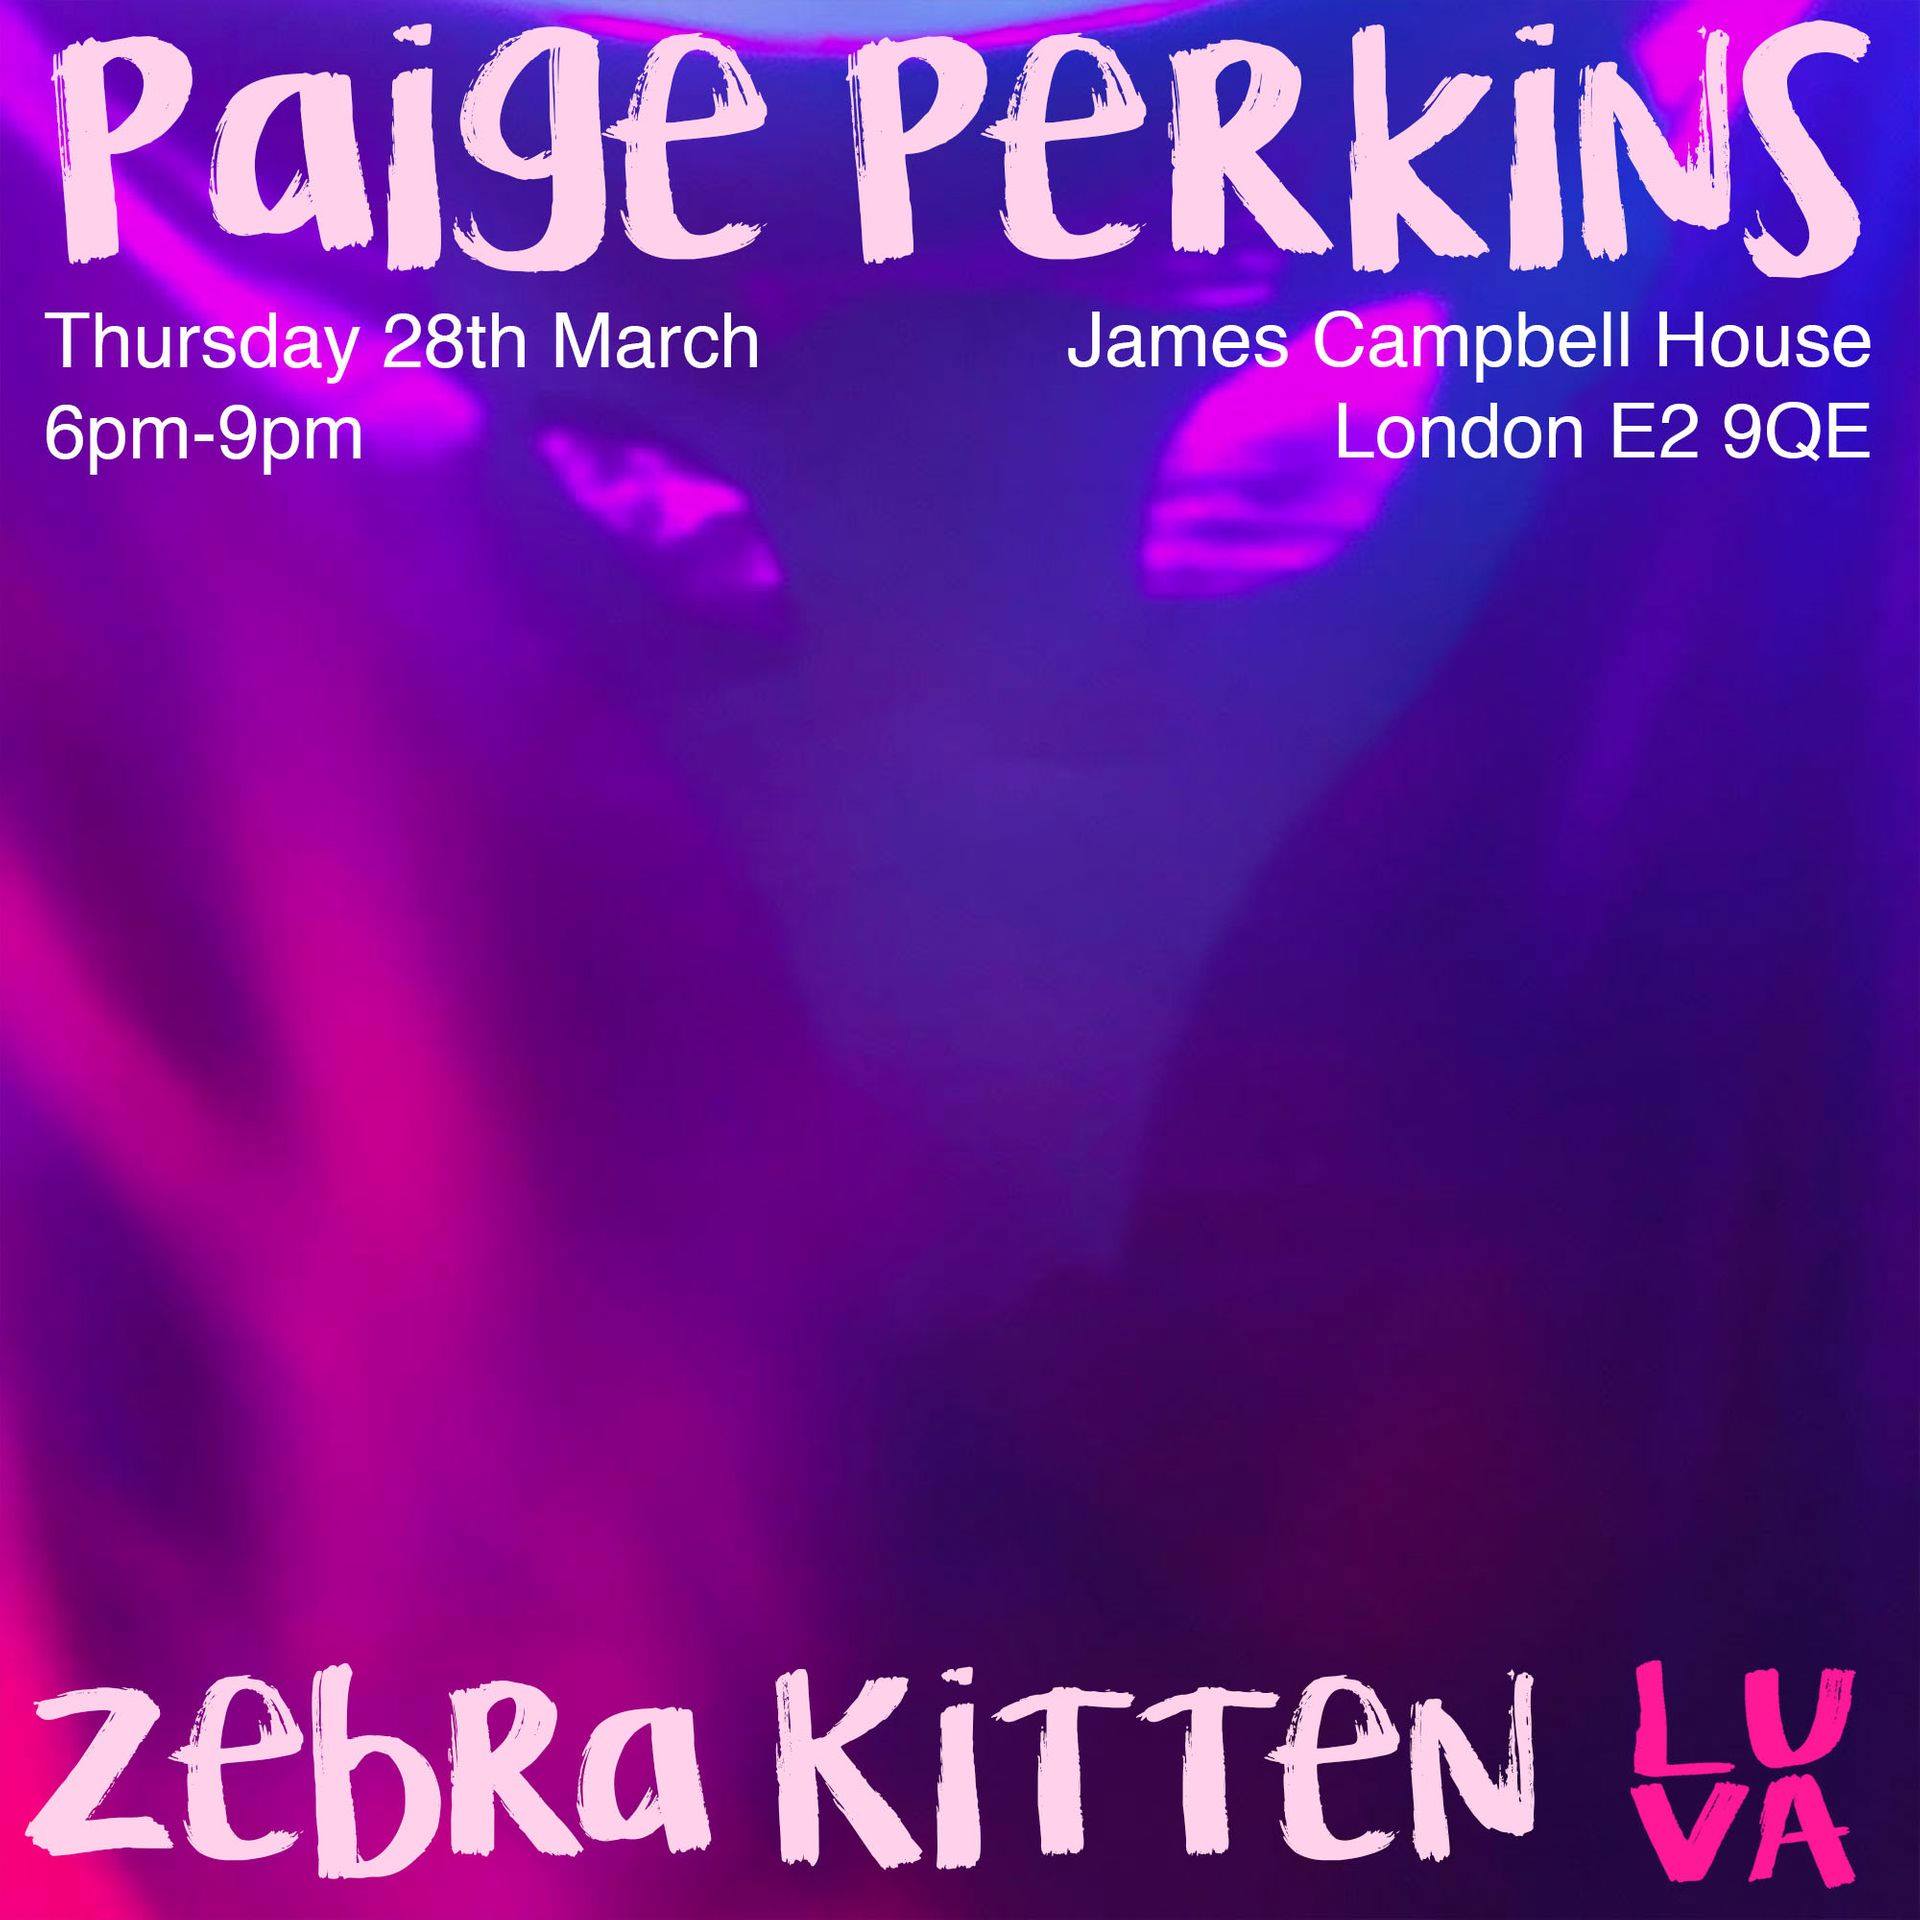 Paige Perkins
Thursday 28th March
6pm-9pm
James Campbell House
London E2 9QE
Zebra Kitten
LU
VA